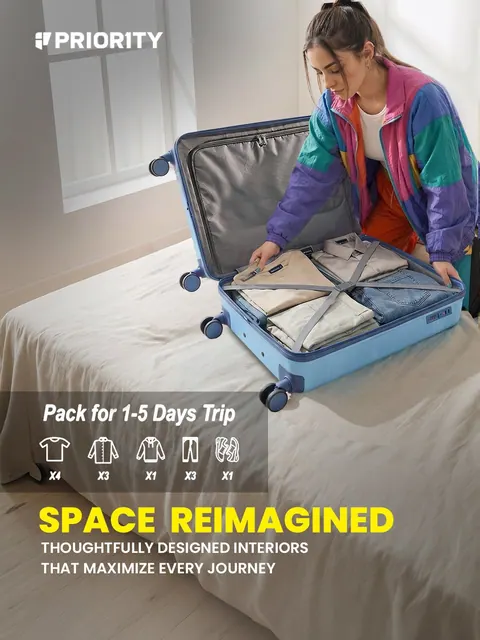 PRIORITY
Pack for 1-5 Days Trip
X4 X3 X1 X3 X1
SPACE REIMAGINED
THOUGHTFULLY DESIGNED INTERIORS
THAT MAXIMIZE EVERY JOURNEY